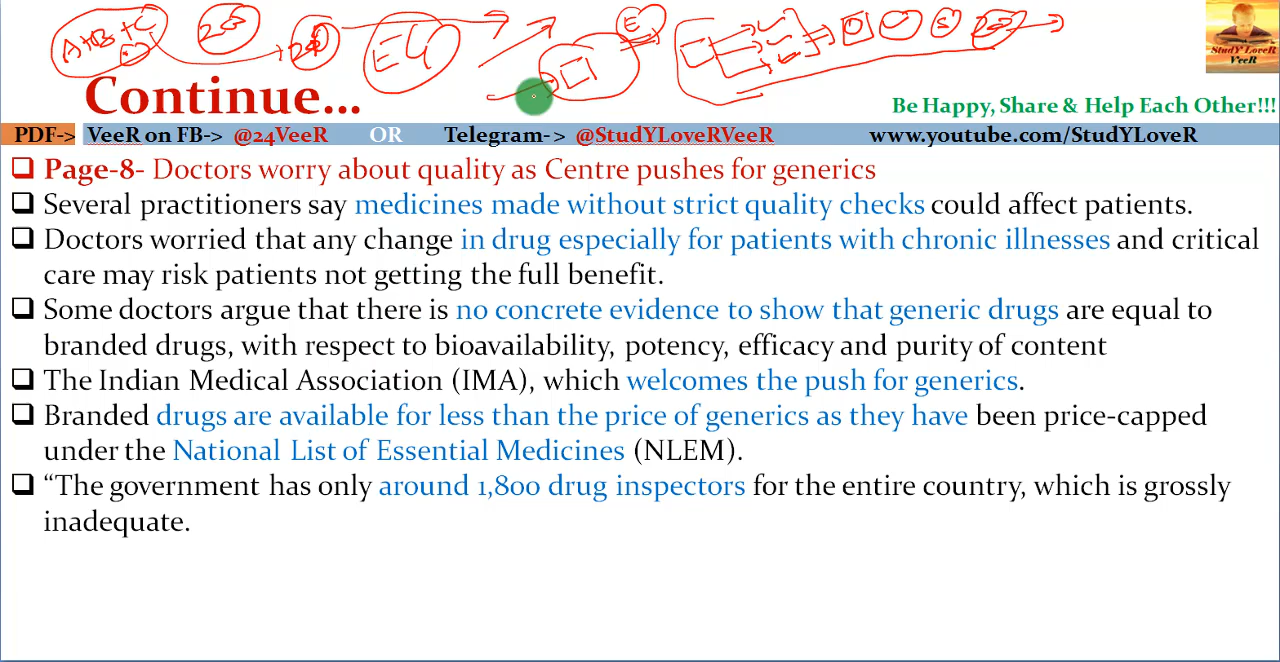 A+B+C
E
StudY LoveR
VeeR
Continue...
Be Happy, Share & Help Each Other!!!
PDF-> VeeR on FB-> @24VeeR OR Telegram-> @StudYLoveRVeeR www.youtube.com/StudYLoveR
❑ Page-8- Doctors worry about quality as Centre pushes for generics
❑ Several practitioners say medicines made without strict quality checks could affect patients.
❑ Doctors worried that any change in drug especially for patients with chronic illnesses and critical
care may risk patients not getting the full benefit.
❑ Some doctors argue that there is no concrete evidence to show that generic drugs are equal to
branded drugs, with respect to bioavailability, potency, efficacy and purity of content
❑ The Indian Medical Association (IMA), which welcomes the push for generics.
❑ Branded drugs are available for less than the price of generics as they have been price-capped
under the National List of Essential Medicines (NLEM).
❑ “The government has only around 1,800 drug inspectors for the entire country, which is grossly
inadequate.